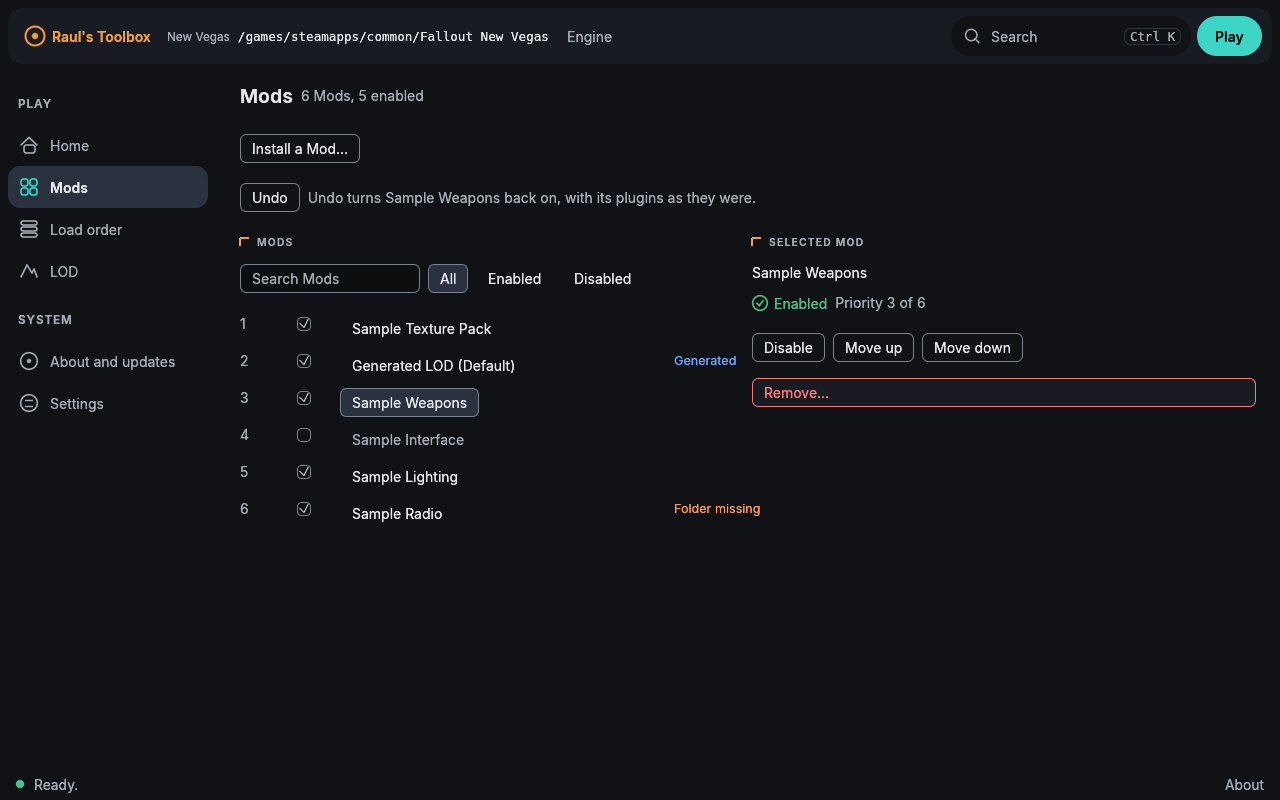 Raul's Toolbox New Vegas /games/steamapps/common/Fallout New Vegas Engine Search Ctrl K Play
PLAY
Home
Mods
Load order
LOD
SYSTEM
About and updates
Settings
Mods 6 Mods, 5 enabled
Install a Mod...
Undo Undo turns Sample Weapons back on, with its plugins as they were.
MODS
Search Mods All Enabled Disabled
1 Sample Texture Pack
2 Generated LOD (Default) Generated
3 Sample Weapons
4 Sample Interface
5 Sample Lighting
6 Sample Radio Folder missing
SELECTED MOD
Sample Weapons
Enabled Priority 3 of 6
Disable Move up Move down
Remove...
Ready. About